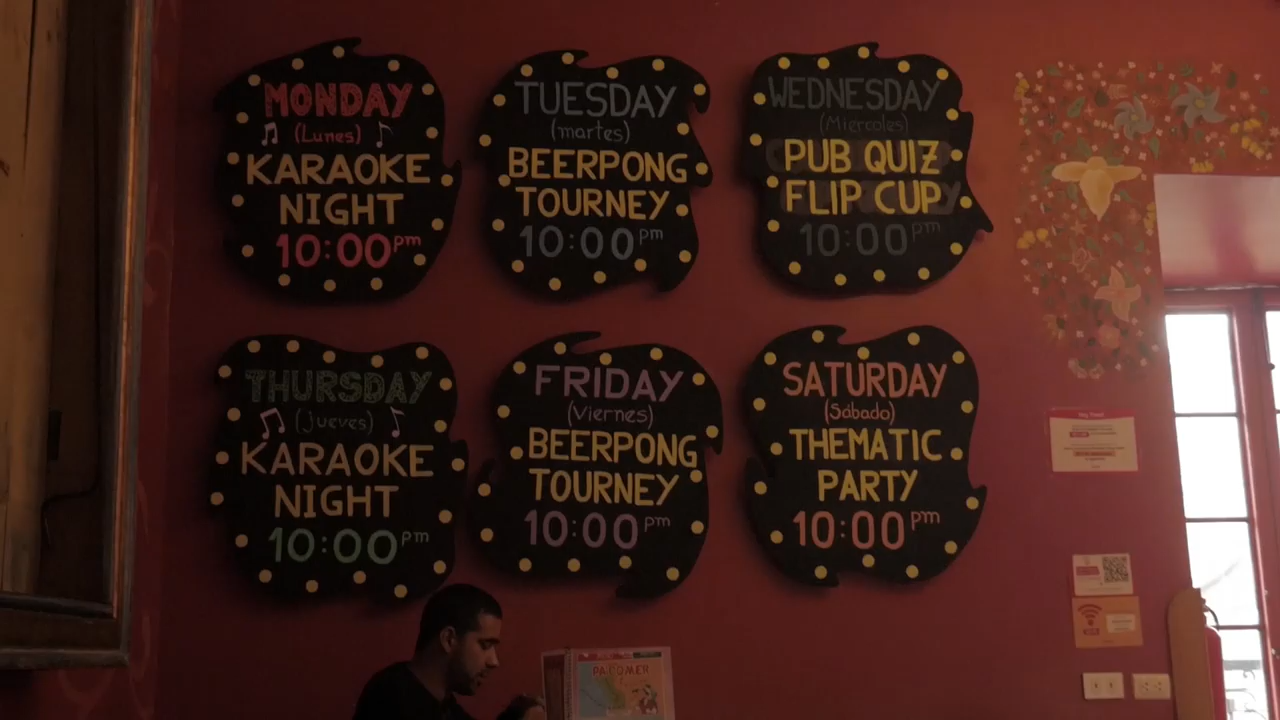 MONDAY
(Lunes)
KARAOKE
NIGHT
10:00pm
TUESDAY
(martes)
BEERPONG
TOURNEY
10:00pm
WEDNESDAY
(Miercoles)
PUB QUIZ
FLIP CUP
10:00pm
THURSDAY
(jueves)
KARAOKE
NIGHT
10:00pm
FRIDAY
(Viernes)
BEERPONG
TOURNEY
10:00pm
SATURDAY
(Sábado)
THEMATIC
PARTY
10:00pm